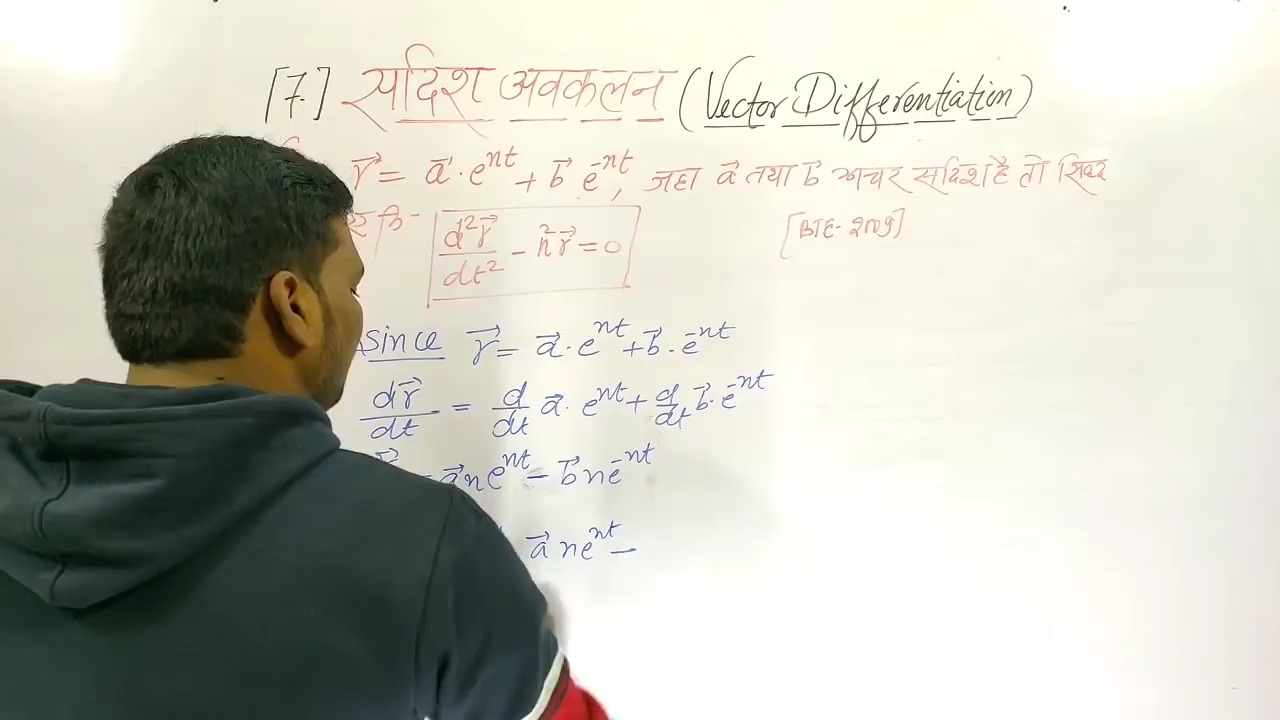 [7.] सदिश अवकलन (Vector Differentiation)
r⃗ = a⃗·e^nt + b⃗ e^-nt, जहा a⃗ तथा b⃗ अचर सदिश है तो सिद्ध
कि - d²r⃗/dt² - n²r⃗ = 0 [BTE-2009]
since r⃗ = a⃗·e^nt + b⃗·e^-nt
dr⃗/dt = d/dt a⃗·e^nt + d/dt b⃗·e^-nt
= a⃗ne^nt - b⃗ne^-nt
a⃗ ne^nt -